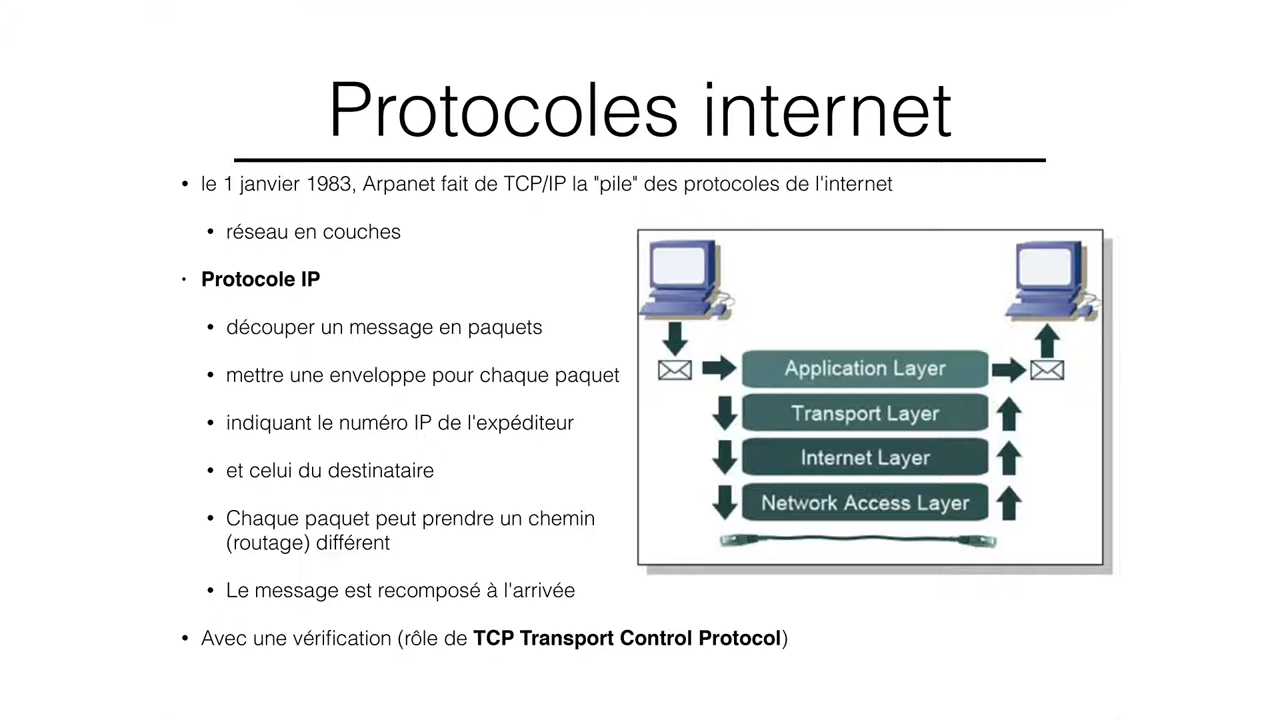 Protocoles internet
• le 1 janvier 1983, Arpanet fait de TCP/IP la "pile" des protocoles de l'internet
• réseau en couches
• Protocole IP
• découper un message en paquets
• mettre une enveloppe pour chaque paquet
• indiquant le numéro IP de l'expéditeur
• et celui du destinataire
• Chaque paquet peut prendre un chemin
(routage) différent
• Le message est recomposé à l'arrivée
• Avec une vérification (rôle de TCP Transport Control Protocol)
Application Layer
Transport Layer
Internet Layer
Network Access Layer